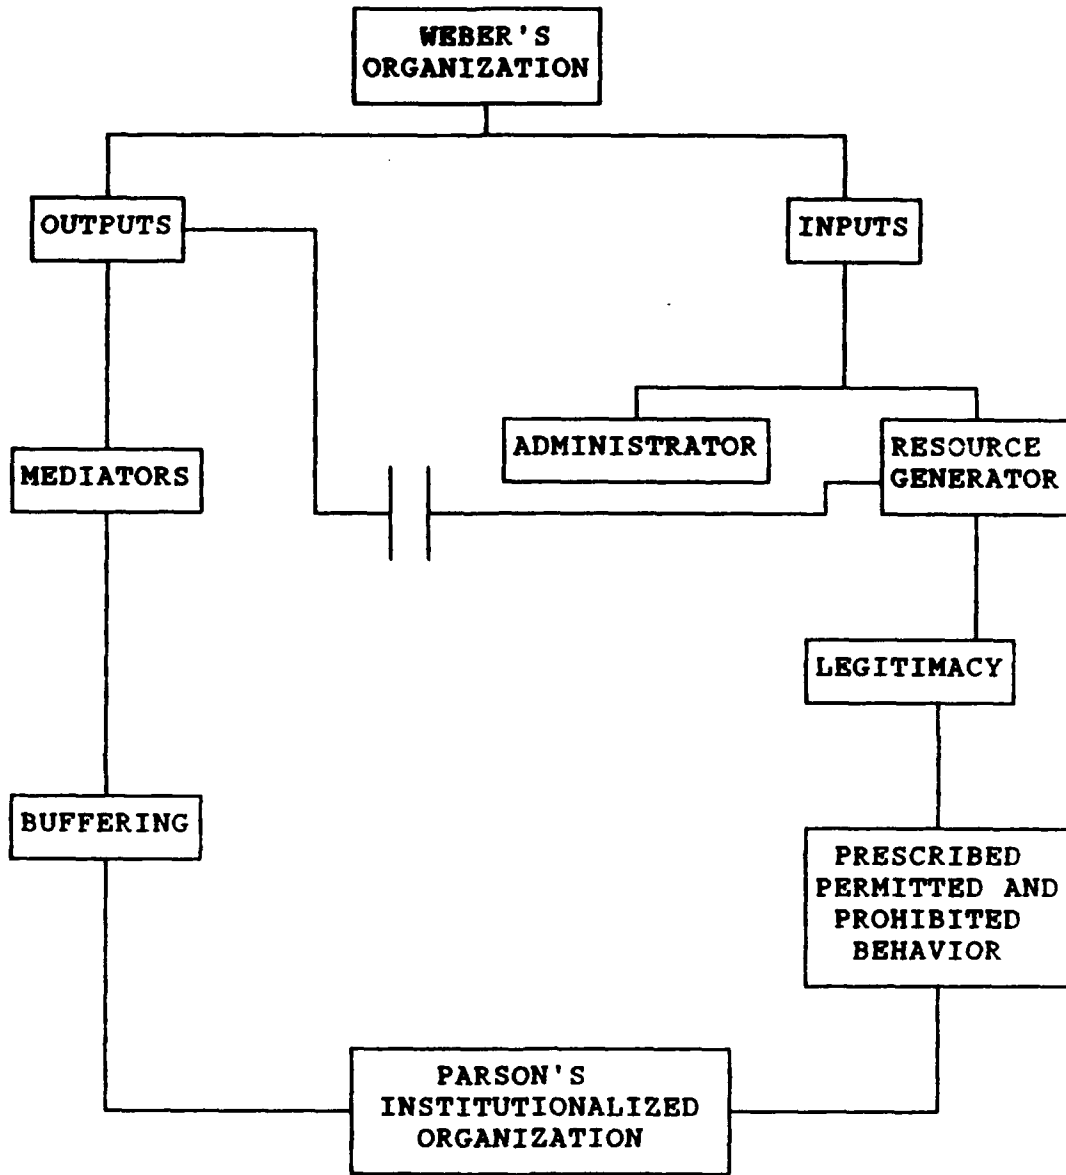 WEBER'S
ORGANIZATION
OUTPUTS
INPUTS
ADMINISTRATOR
RESOURCE
GENERATOR
MEDIATORS
LEGITIMACY
BUFFERING
PRESCRIBED
PERMITTED AND
PROHIBITED
BEHAVIOR
PARSON'S
INSTITUTIONALIZED
ORGANIZATION